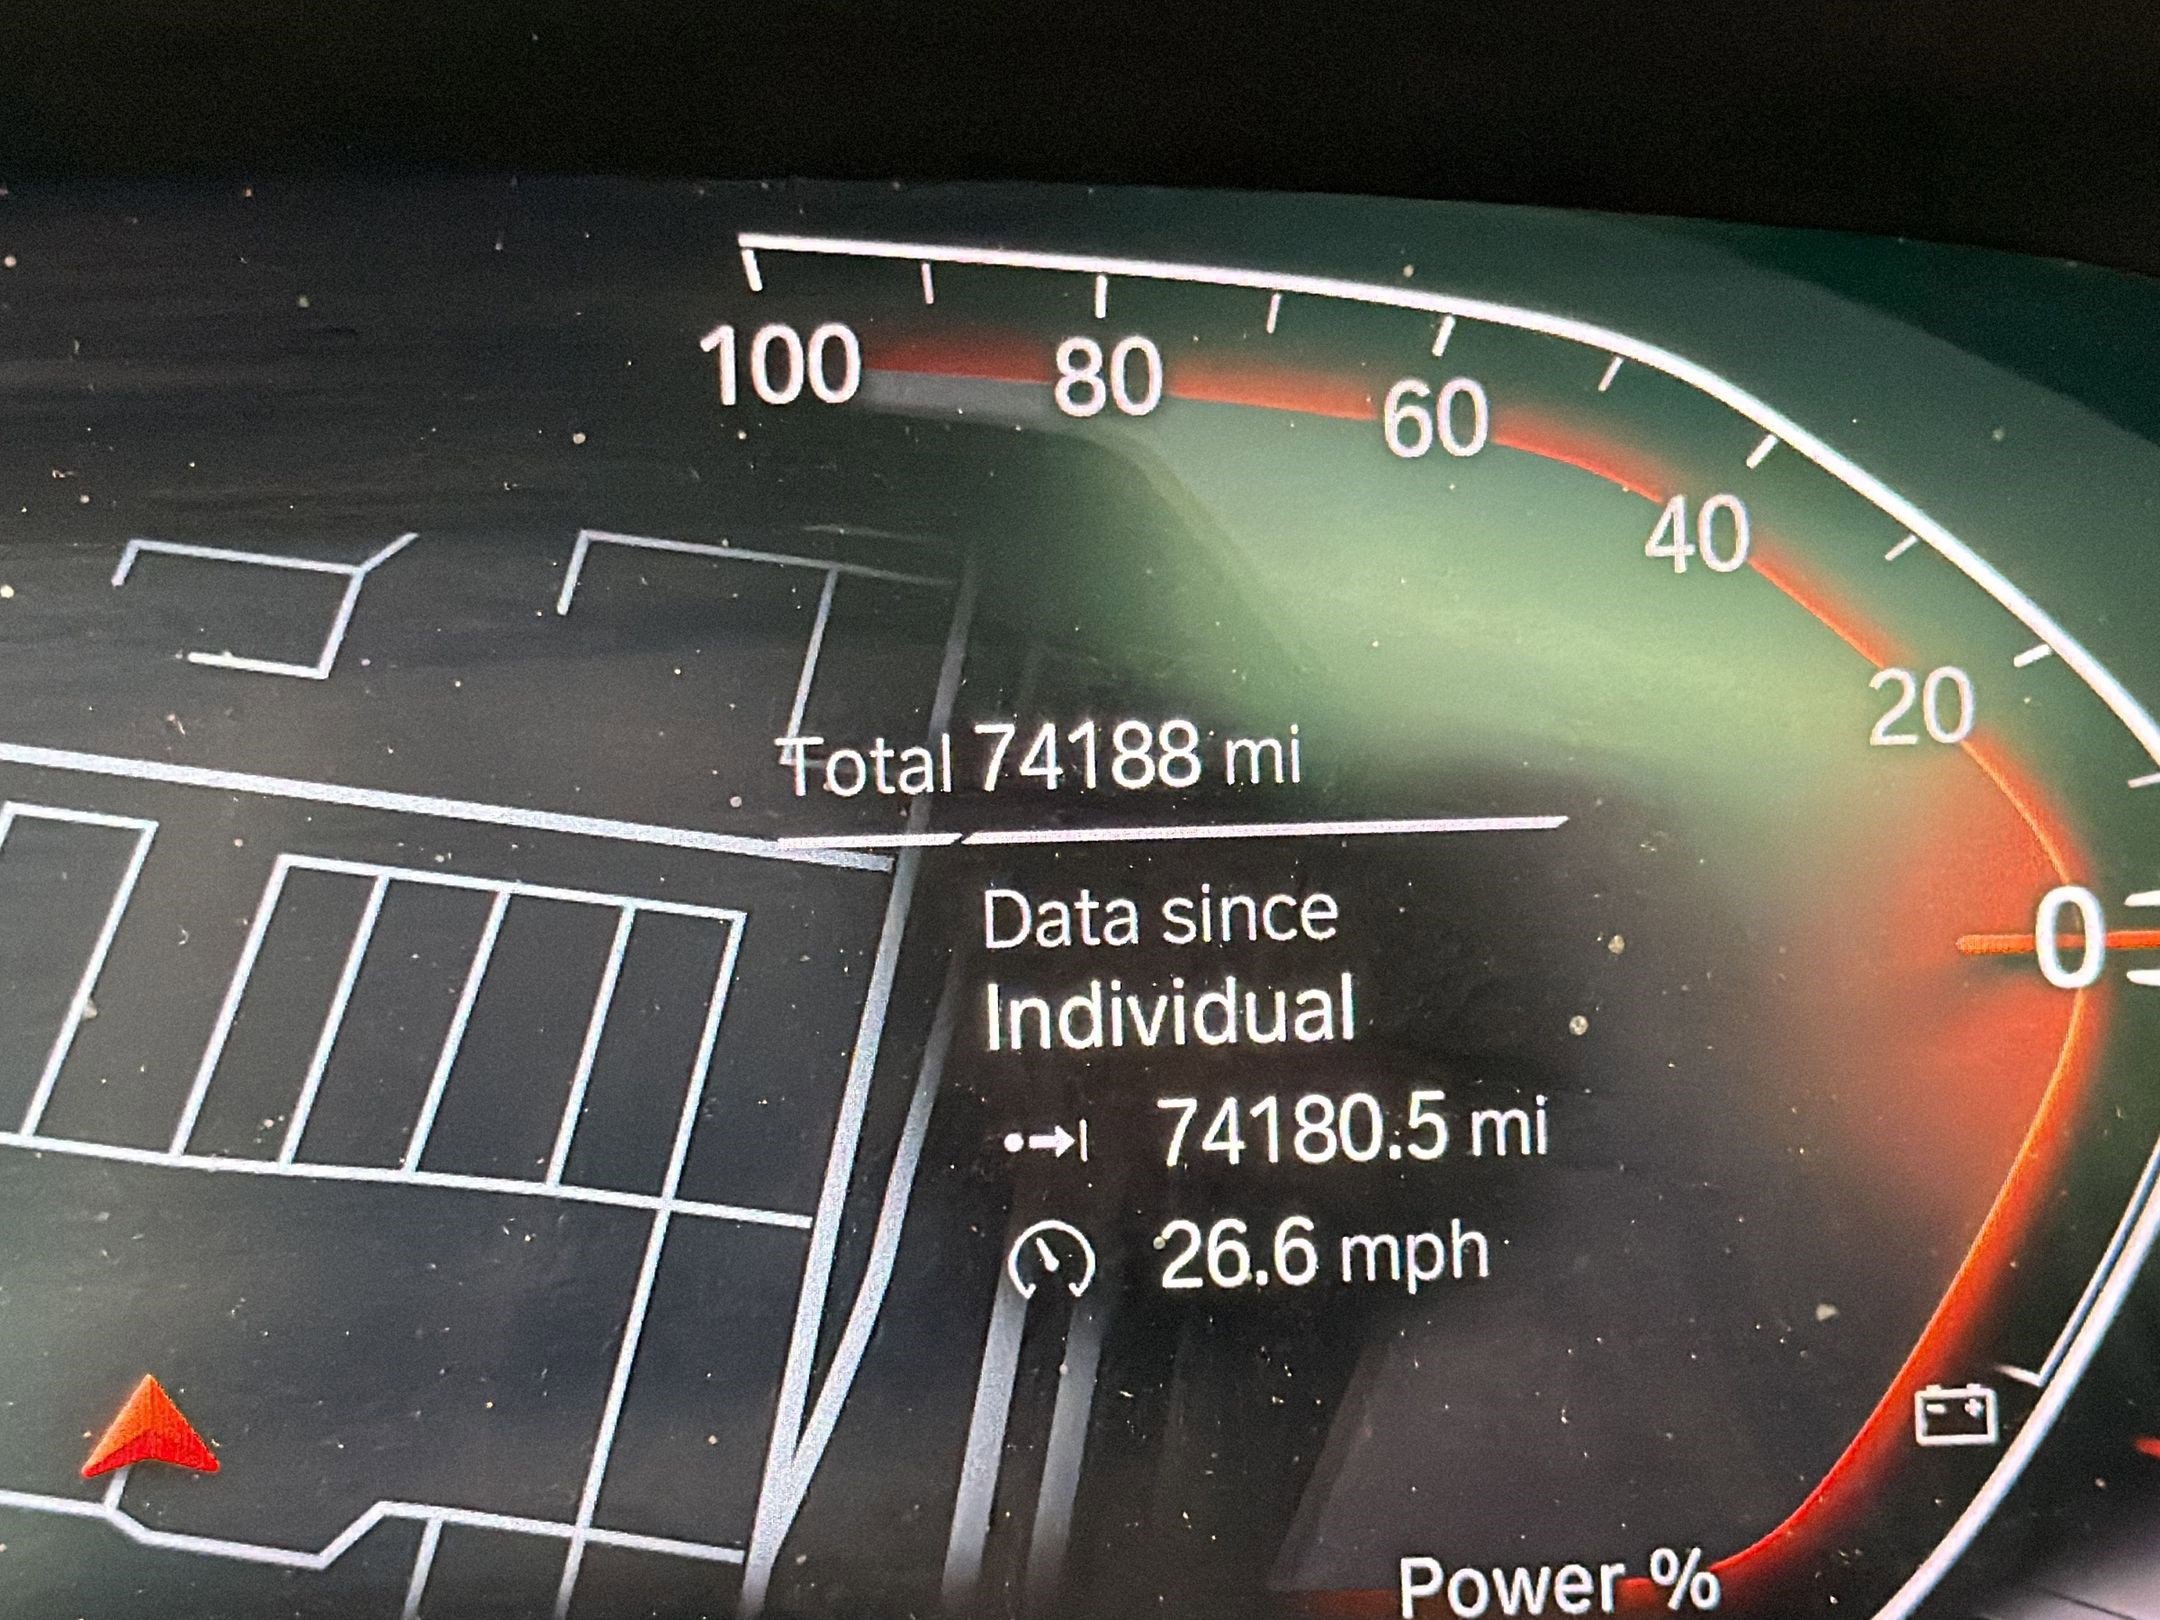 100
80
60
40
20
0
Total 74188 mi
Data since
Individual
74180.5 mi
26.6 mph
Power %